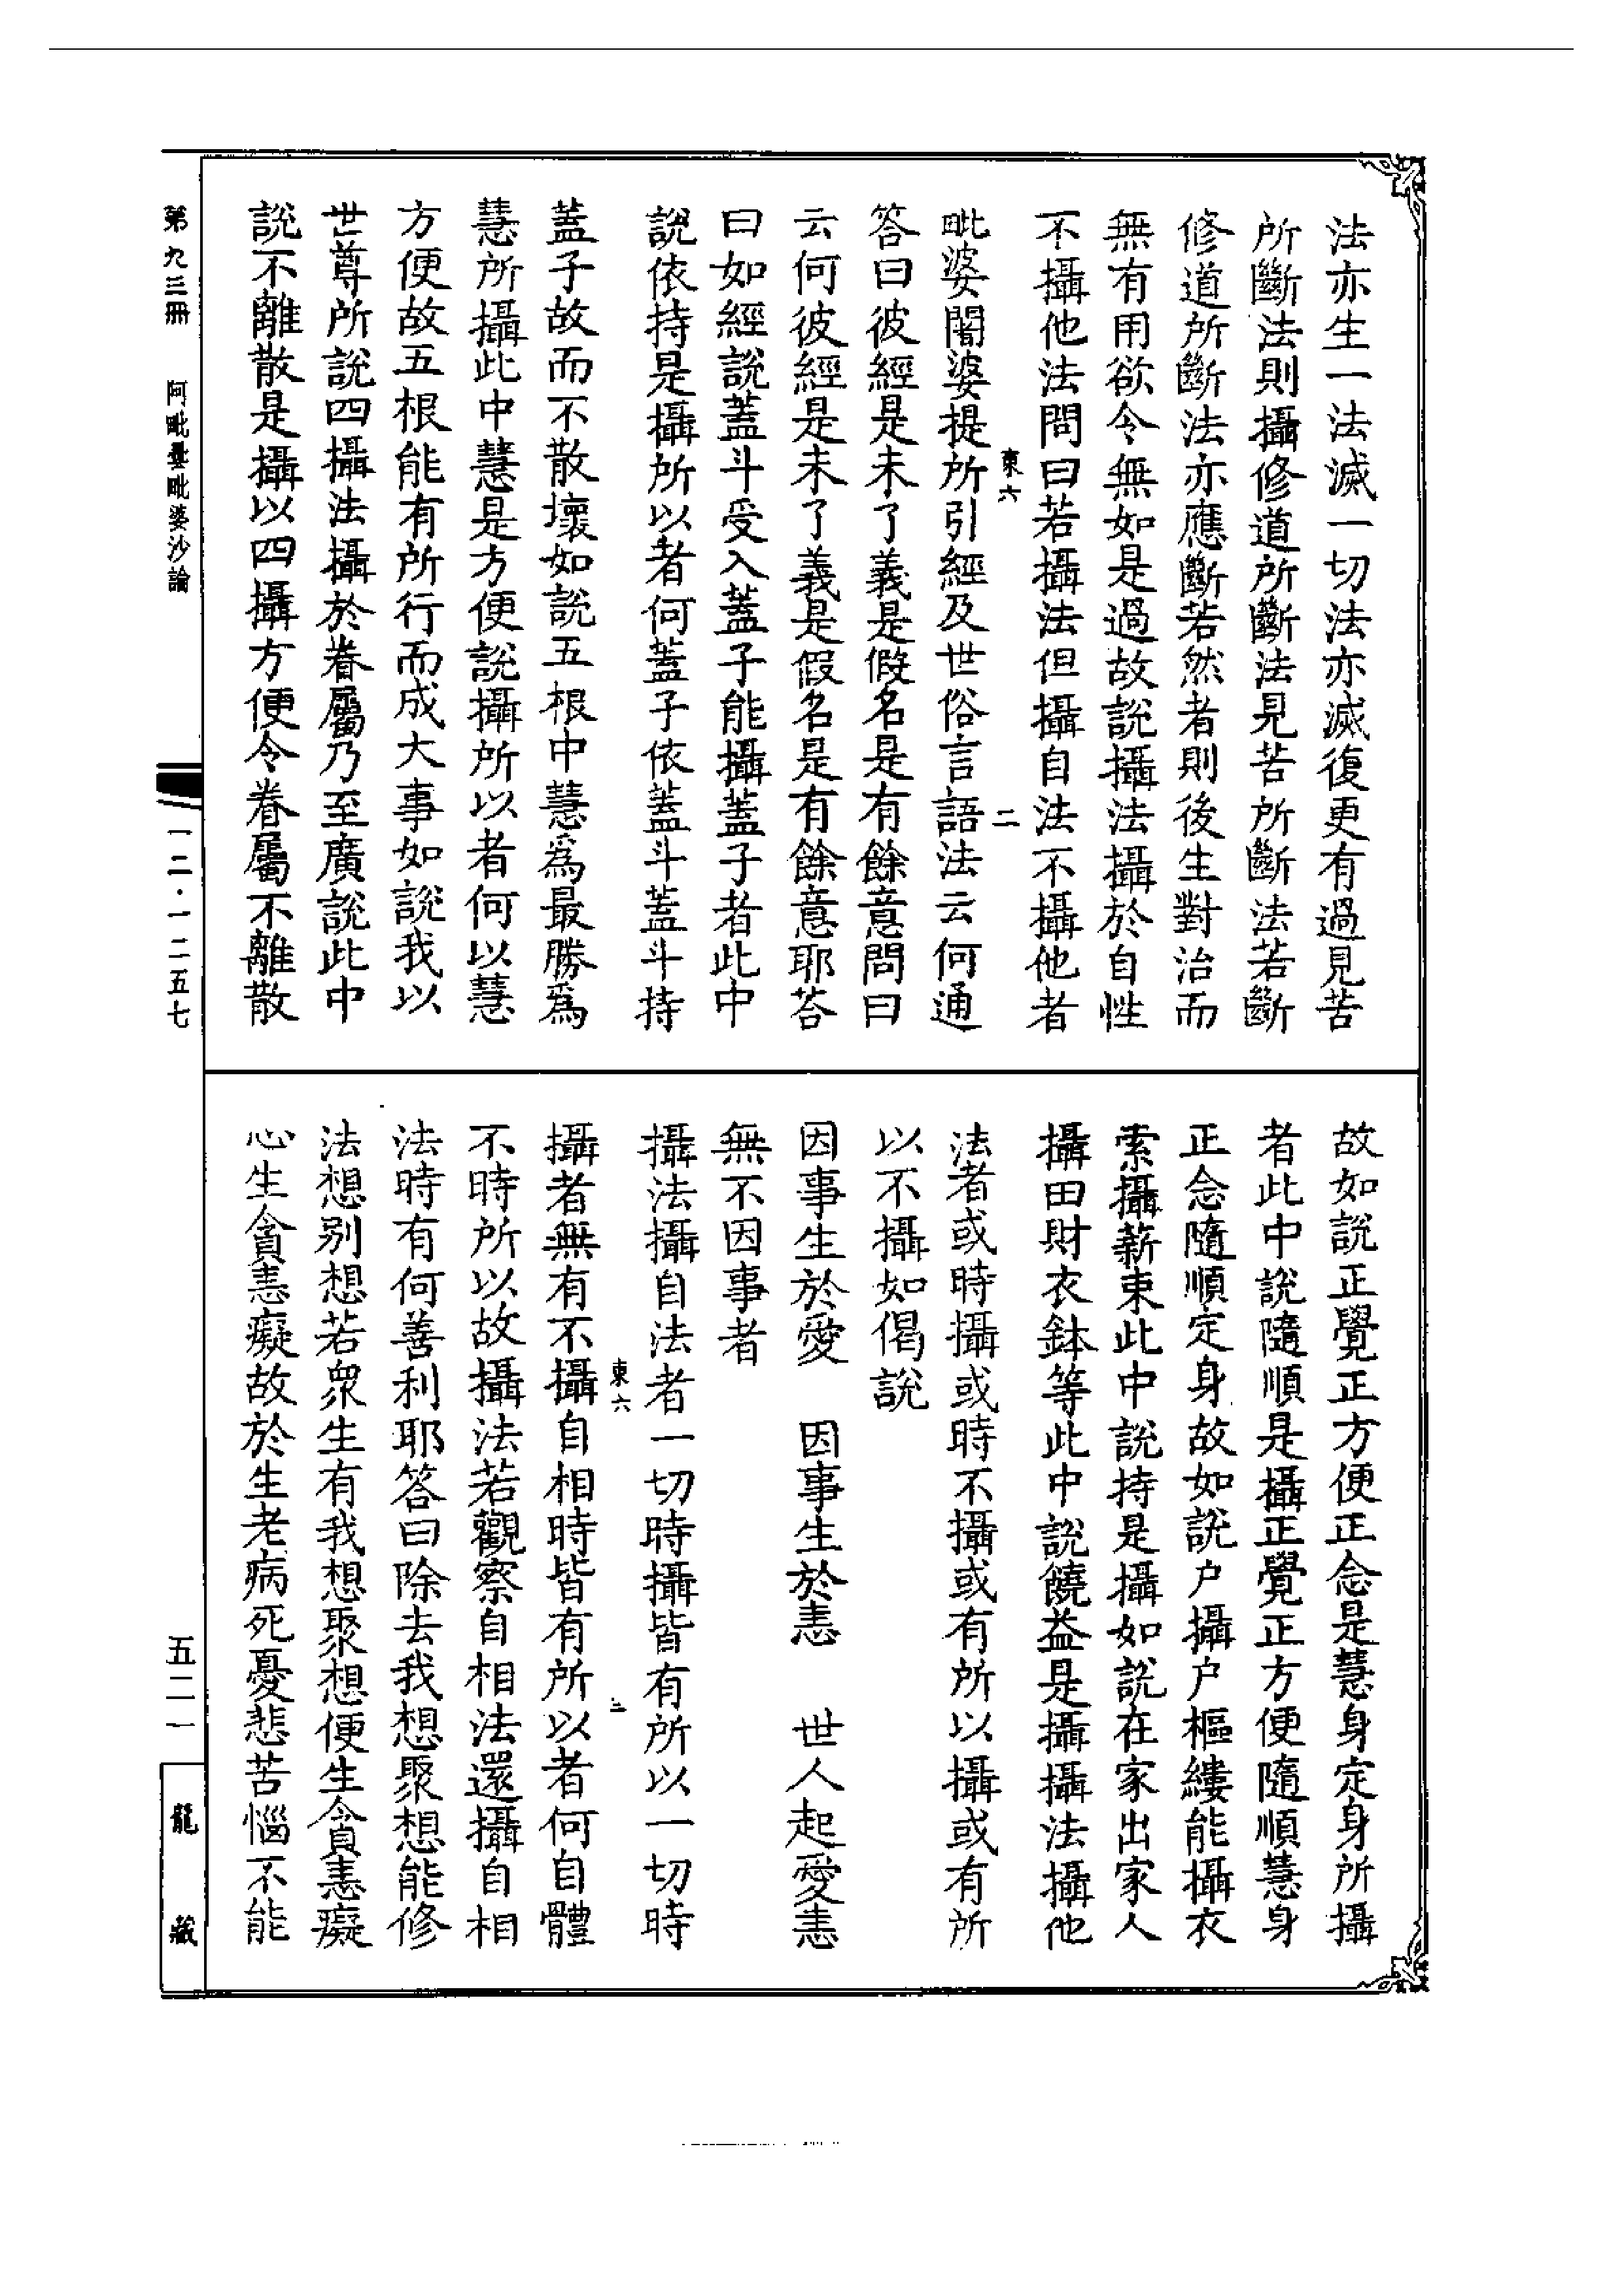 法亦生一法滅一切法亦滅復更有過見苦
所斷法則攝修道所斷法見苦所斷法若斷
修道所斷法亦應斷若然者則後生對治而
無有用欲令無如是過故說攝法攝於自性
不攝他法問曰若攝法但攝自法不攝他者
東六 二
毗婆闍婆提所引經及世俗言語法云何通
答曰彼經是未了義是假名是有餘意問曰
云何彼經是未了義是假名是有餘意耶荅
曰如經說蓋斗受入蓋子能攝蓋子者此中
說依持是攝所以者何蓋子依蓋斗蓋斗持
蓋子故而不散壞如說五根中慧為最勝為
慧所攝此中慧是方便說攝所以者何以慧
方便故五根能有所行而成大事如說我以
世尊所說四攝法攝於眷屬乃至廣說此中
說不離散是攝以四攝方便令眷屬不離散
故如說正覺正方便正念是慧身定身所攝
者此中說隨順是攝正覺正方便隨順慧身
正念隨順定身故如說户攝户樞縷能攝衣
索攝薪束此中說持是攝如說在家出家人
攝田財衣鉢等此中說饒益是攝攝法攝他
法者或時攝或時不攝或有所以攝或有所
以不攝如偈說
因事生於愛 因事生於恚 世人起愛恚
無不因事者
攝法攝自法者一切時攝皆有所以一切時
東六 三
攝者無有不攝自相時皆有所以者何自體
不時所以故攝法若觀察自相法還攝自相
法時有何善利耶答曰除去我想聚想能修
法想别想若衆生有我想聚想便生貪恚癡
心生貪恚癡故於生老病死憂悲苦惱不能
第九三冊 阿毗曇毗婆沙論
一二·一二五七
五二一
龍藏